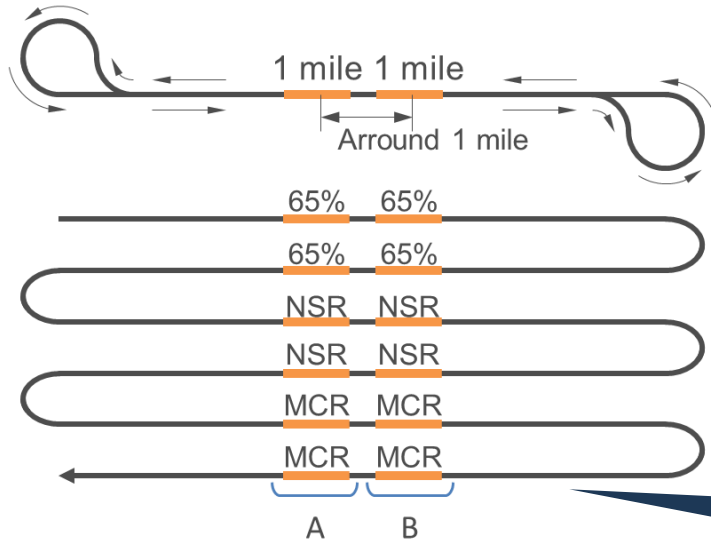 1 mile 1 mile
Arround 1 mile
65% 65%
65% 65%
NSR NSR
NSR NSR
MCR MCR
MCR MCR
A B